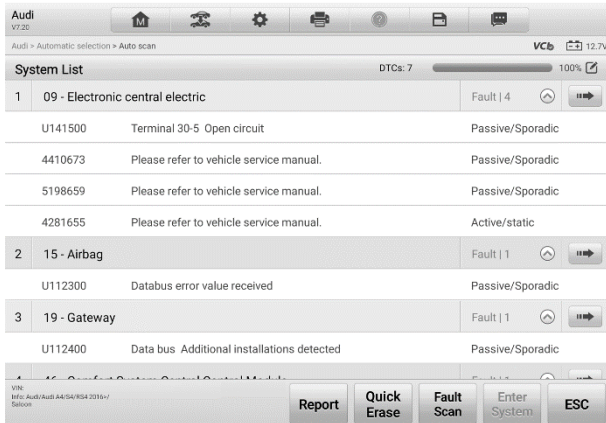 Audi
V7.20
M
?
Audi > Automatic selection > Auto scan
VCI 12.7V
System List DTCs: 7 100%
1 09 - Electronic central electric Fault | 4
U141500 Terminal 30-5 Open circuit Passive/Sporadic
4410673 Please refer to vehicle service manual. Passive/Sporadic
5198659 Please refer to vehicle service manual. Passive/Sporadic
4281655 Please refer to vehicle service manual. Active/static
2 15 - Airbag Fault | 1
U112300 Databus error value received Passive/Sporadic
3 19 - Gateway Fault | 1
U112400 Data bus Additional installations detected Passive/Sporadic
VIN:
Info: Audi/Audi A4/S4/RS4 2016>/
Saloon
Report Quick Erase Fault Scan Enter System ESC